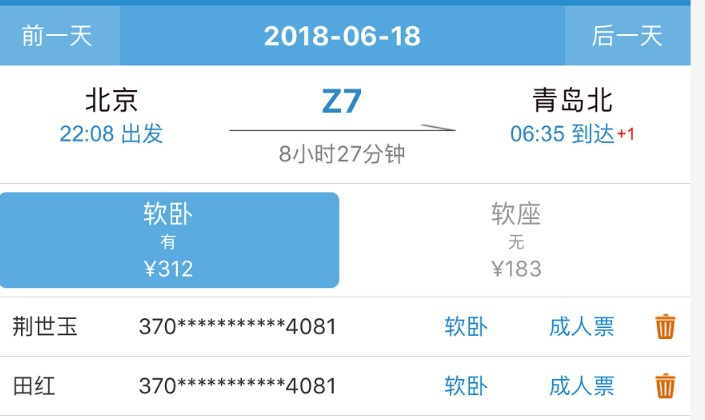 前一天 2018-06-18 后一天
北京 Z7 青岛北
22:08 出发 06:35 到达+1
8小时27分钟
软卧 软座
有 无
¥312 ¥183
荆世玉 370***********4081 软卧 成人票
田红 370***********4081 软卧 成人票